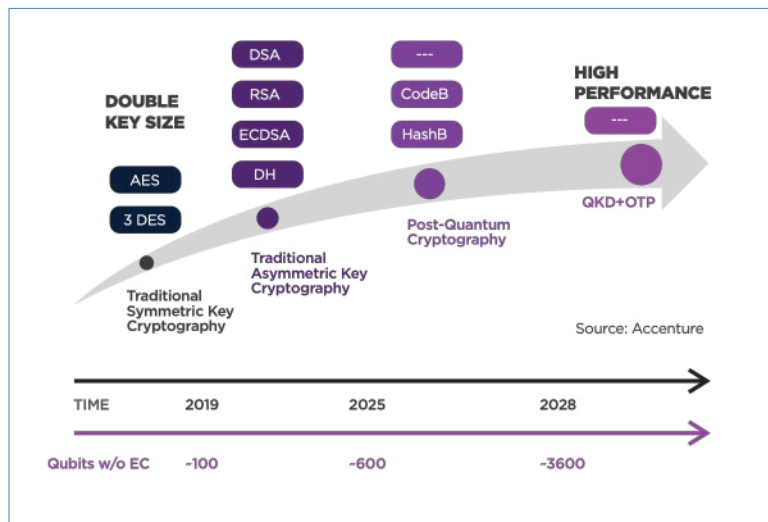 DOUBLE
KEY SIZE
AES
3 DES
Traditional
Symmetric Key
Cryptography
DSA
RSA
ECDSA
DH
Traditional
Asymmetric Key
Cryptography
---
CodeB
HashB
Post-Quantum
Cryptography
HIGH
PERFORMANCE
---
QKD+OTP
Source: Accenture
TIME 2019 2025 2028
Qubits w/o EC ~100 ~600 ~3600